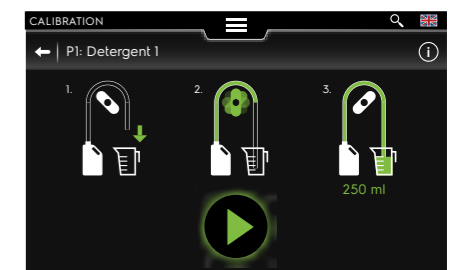 CALIBRATION
P1: Detergent 1
i
1.
2.
3.
250 ml